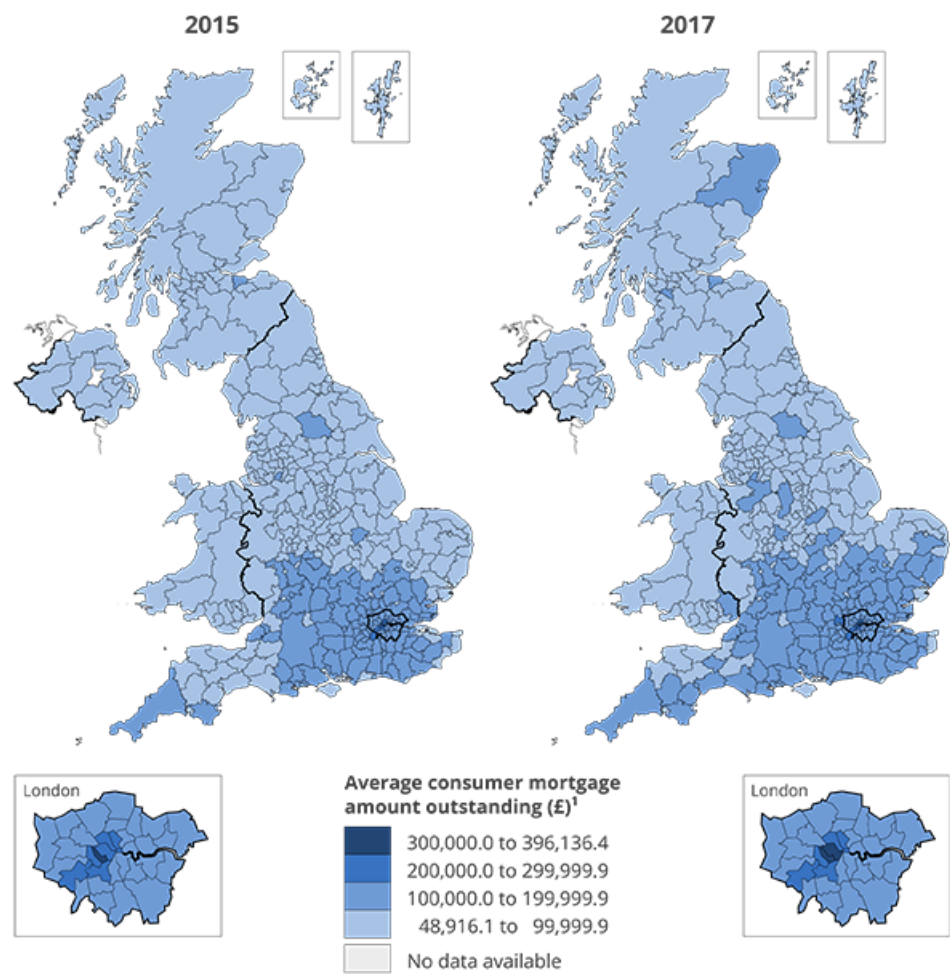 2015
2017
London
Average consumer mortgage
amount outstanding (£)¹
300,000.0 to 396,136.4
200,000.0 to 299,999.9
100,000.0 to 199,999.9
48,916.1 to 99,999.9
No data available
London